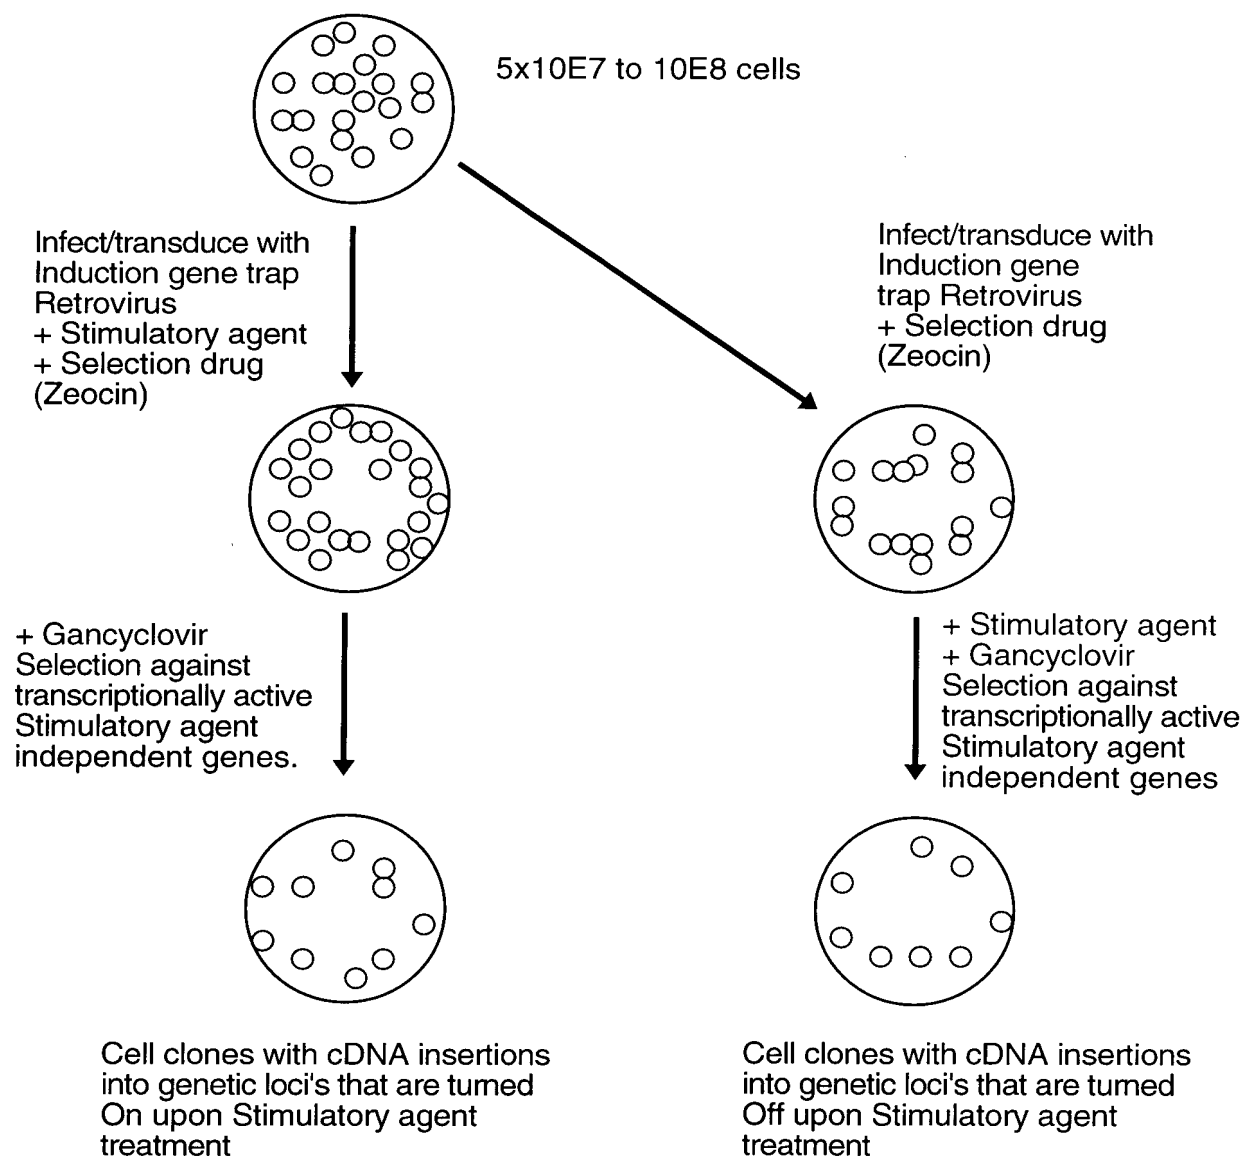 5x10E7 to 10E8 cells
Infect/transduce with
Induction gene trap
Retrovirus
+ Stimulatory agent
+ Selection drug
(Zeocin)
Infect/transduce with
Induction gene
trap Retrovirus
+ Selection drug
(Zeocin)
+ Gancyclovir
Selection against
transcriptionally active
Stimulatory agent
independent genes.
+ Stimulatory agent
+ Gancyclovir
Selection against
transcriptionally active
Stimulatory agent
independent genes
Cell clones with cDNA insertions
into genetic loci's that are turned
On upon Stimulatory agent
treatment
Cell clones with cDNA insertions
into genetic loci's that are turned
Off upon Stimulatory agent
treatment